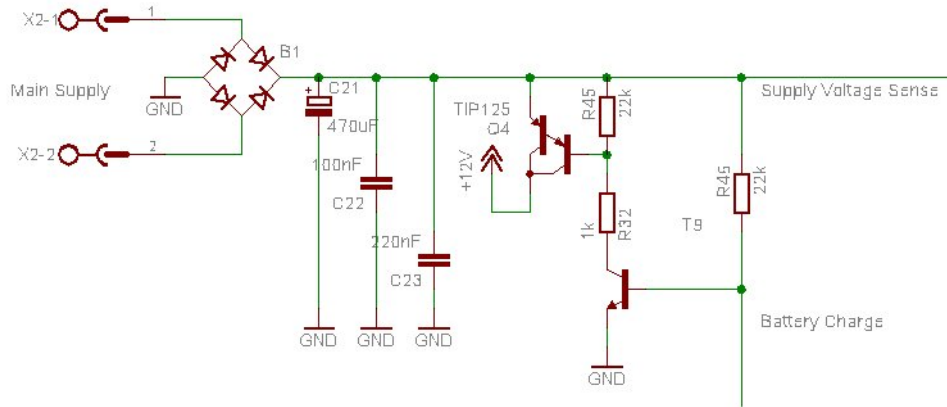 X2-1
1
B1
Main Supply
GND
+
C21
470uF
TIP125
Q4
+12V
R45
22k
Supply Voltage Sense
X2-2
2
100nF
C22
R45
22k
1k
R32
T9
220nF
C23
Battery Charge
GND
GND
GND
GND